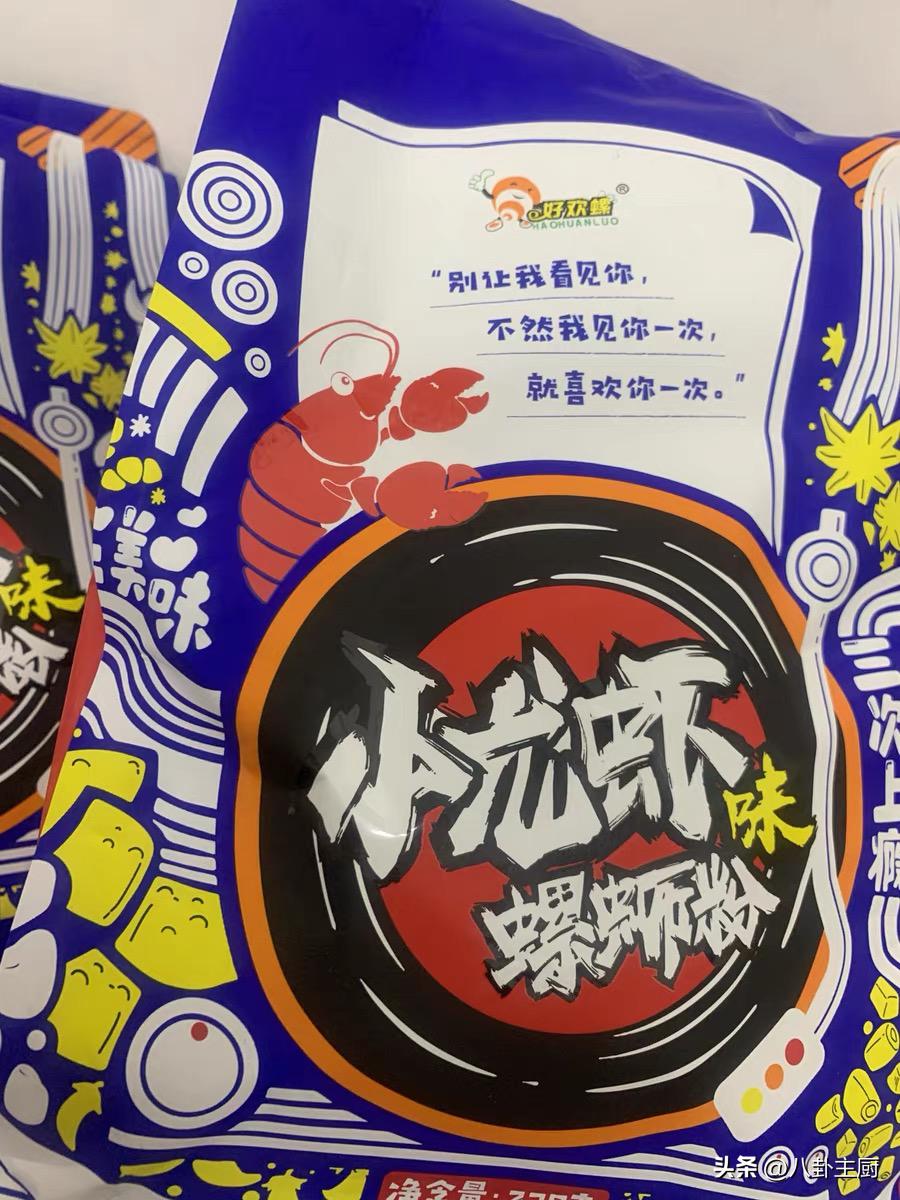 好欢螺®
HAOHUANLUO
“别让我看见你，
不然我见你一次，
就喜欢你一次。”
美味
小龙虾
味
螺蛳粉
次上瘾
味
粉
净含量:
头条 @八卦主厨